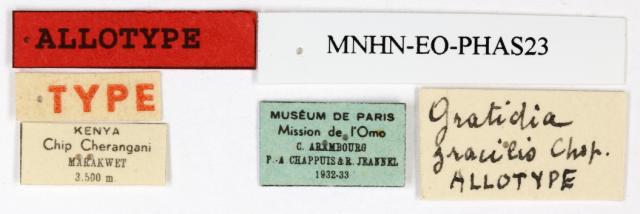 ALLOTYPE
MNHN-EO-PHAS23
TYPE
KENYA
Chip Cherangani
MARAKWET
3.500 m.
MUSÉUM DE PARIS
Mission de l'Omo
C. ARAMBOURG
P.-A CHAPPUIS & R. JEANNEL
1932-33
Gratidia
gracilis Chop.
ALLOTYPE